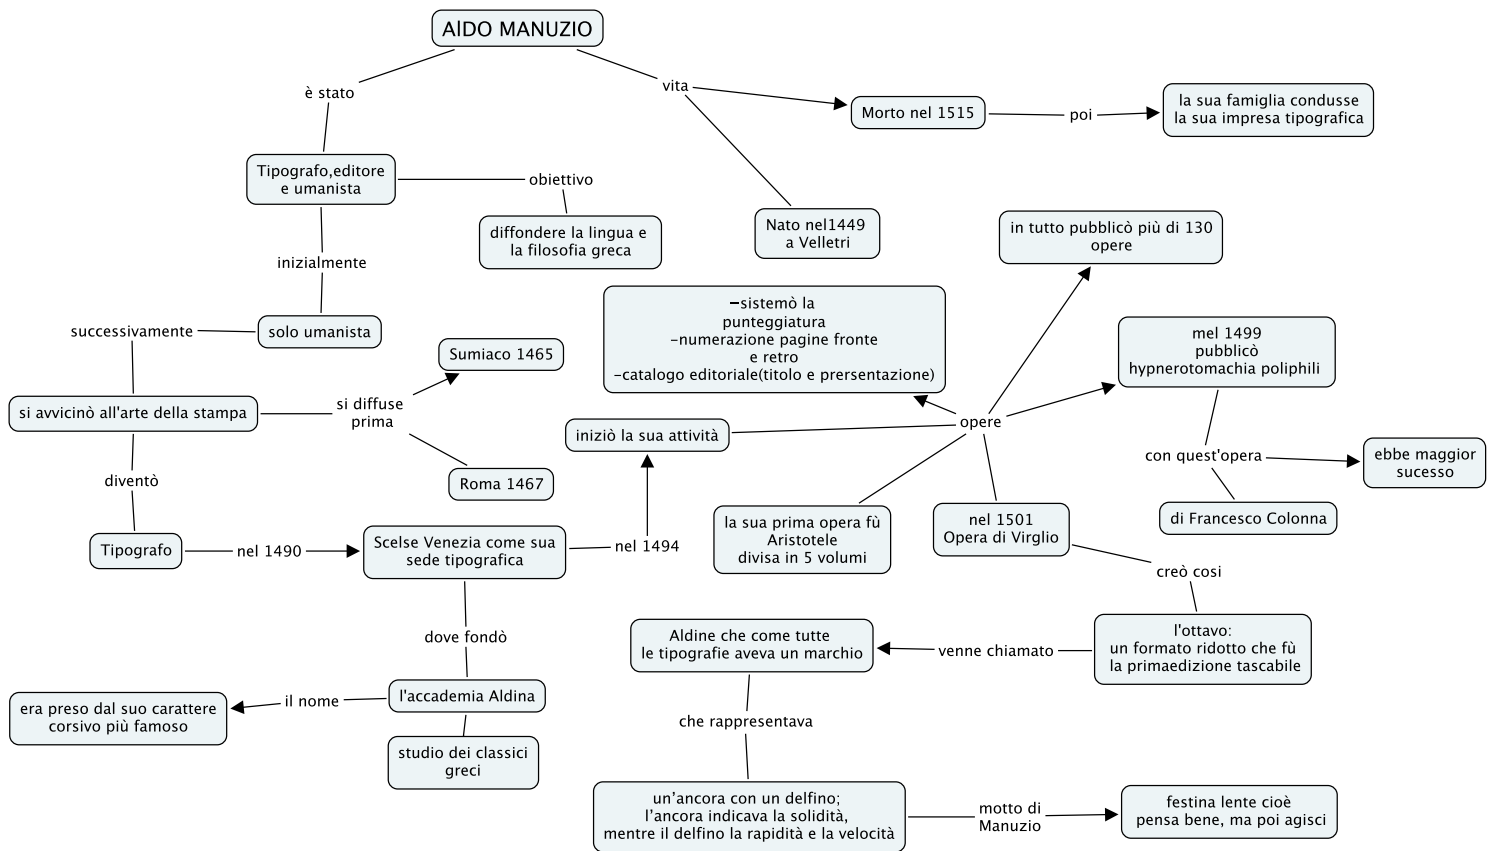 AIDO MANUZIO
è stato
vita
Morto nel 1515
poi
la sua famiglia condusse
la sua impresa tipografica
Tipografo,editore
e umanista
obiettivo
diffondere la lingua e
la filosofia greca
Nato nel1449
a Velletri
in tutto pubblicò più di 130
opere
inizialmente
solo umanista
successivamente
-sistemò la
punteggiatura
-numerazione pagine fronte
e retro
-catalogo editoriale(titolo e prersentazione)
mel 1499
pubblicò
hypnerotomachia poliphili
Sumiaco 1465
si avvicinò all'arte della stampa
si diffuse
prima
Roma 1467
iniziò la sua attività
opere
con quest'opera
ebbe maggior
sucesso
di Francesco Colonna
diventò
Tipografo
nel 1490
Scelse Venezia come sua
sede tipografica
nel 1494
la sua prima opera fù
Aristotele
divisa in 5 volumi
nel 1501
Opera di Virglio
creò cosi
l'ottavo:
un formato ridotto che fù
la primaedizione tascabile
venne chiamato
Aldine che come tutte
le tipografie aveva un marchio
dove fondò
l'accademia Aldina
il nome
era preso dal suo carattere
corsivo più famoso
studio dei classici
greci
che rappresentava
un’ancora con un delfino;
l’ancora indicava la solidità,
mentre il delfino la rapidità e la velocità
motto di
Manuzio
festina lente cioè
pensa bene, ma poi agisci